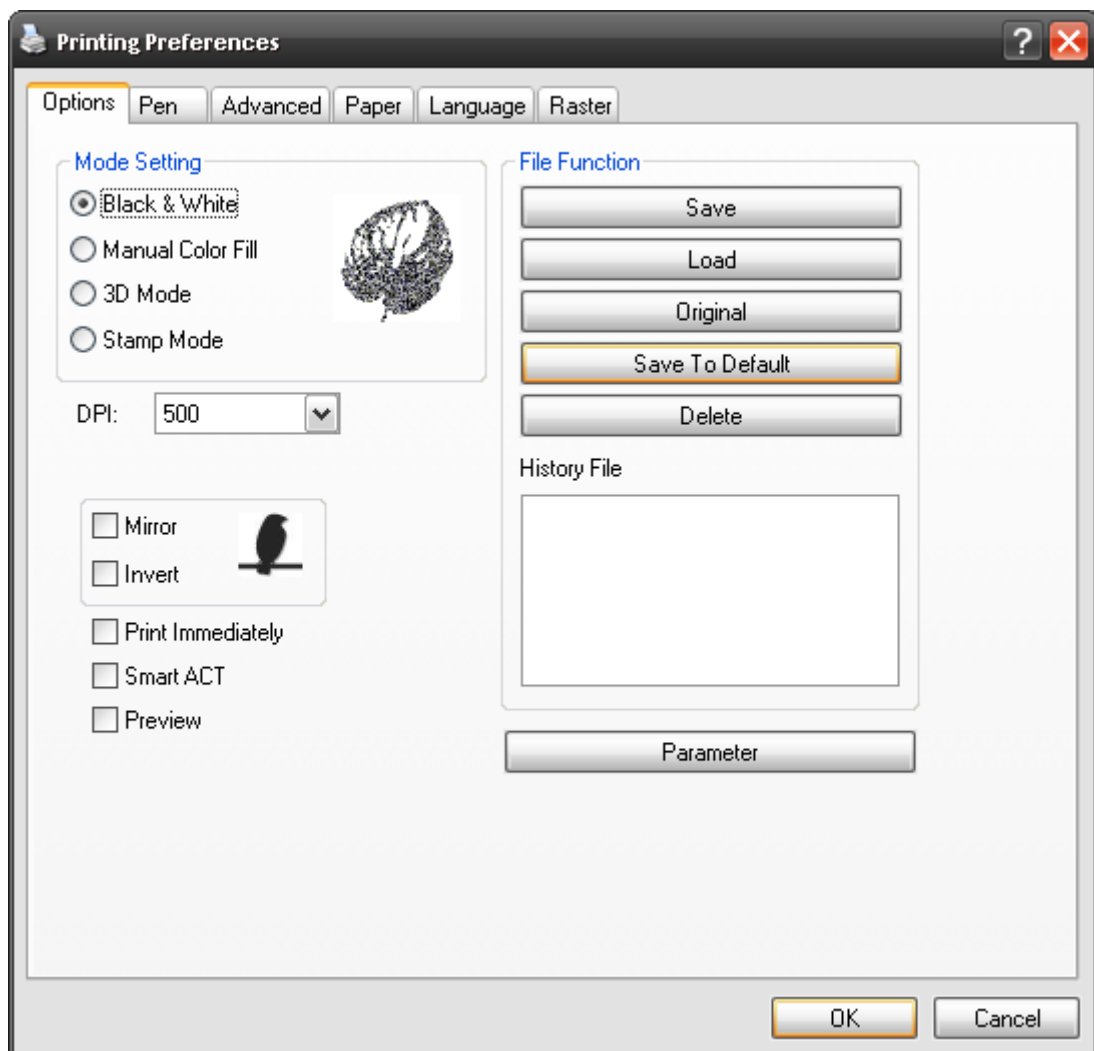 Printing Preferences
Options Pen Advanced Paper Language Raster
Mode Setting
Black & White
Manual Color Fill
3D Mode
Stamp Mode
DPI: 500
Mirror
Invert
Print Immediately
Smart ACT
Preview
File Function
Save
Load
Original
Save To Default
Delete
History File
Parameter
OK Cancel